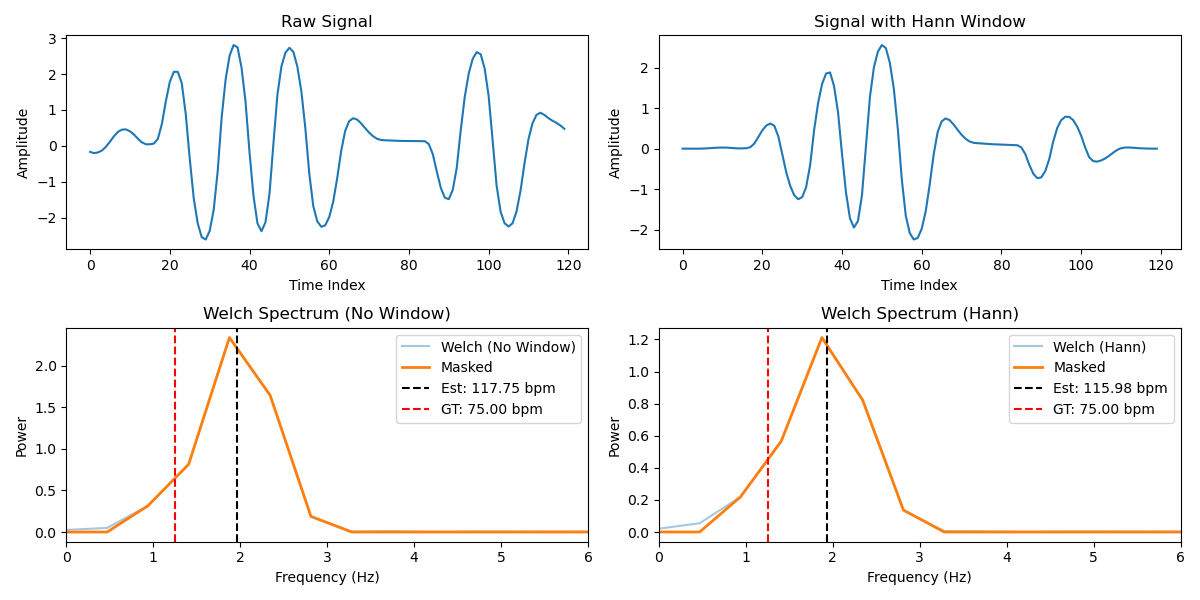 Raw Signal
Amplitude
3
2
1
0
−1
−2
0 20 40 60 80 100 120
Time Index
Signal with Hann Window
Amplitude
2
1
0
−1
−2
0 20 40 60 80 100 120
Time Index
Welch Spectrum (No Window)
Power
2.0
1.5
1.0
0.5
0.0
0 1 2 3 4 5 6
Frequency (Hz)
Welch (No Window)
Masked
Est: 117.75 bpm
GT: 75.00 bpm
Welch Spectrum (Hann)
Power
1.2
1.0
0.8
0.6
0.4
0.2
0.0
0 1 2 3 4 5 6
Frequency (Hz)
Welch (Hann)
Masked
Est: 115.98 bpm
GT: 75.00 bpm